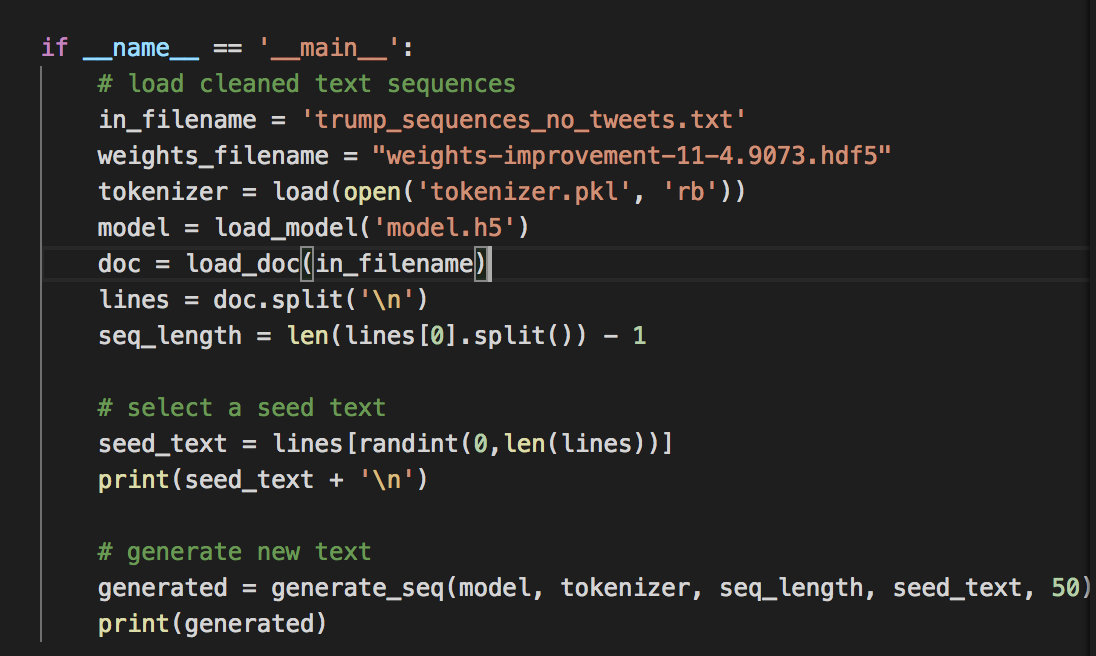 if __name__ == '__main__':
    # load cleaned text sequences
    in_filename = 'trump_sequences_no_tweets.txt'
    weights_filename = "weights-improvement-11-4.9073.hdf5"
    tokenizer = load(open('tokenizer.pkl', 'rb'))
    model = load_model('model.h5')
    doc = load_doc(in_filename)
    lines = doc.split('\n')
    seq_length = len(lines[0].split()) - 1

    # select a seed text
    seed_text = lines[randint(0,len(lines))]
    print(seed_text + '\n')

    # generate new text
    generated = generate_seq(model, tokenizer, seq_length, seed_text, 50)
    print(generated)